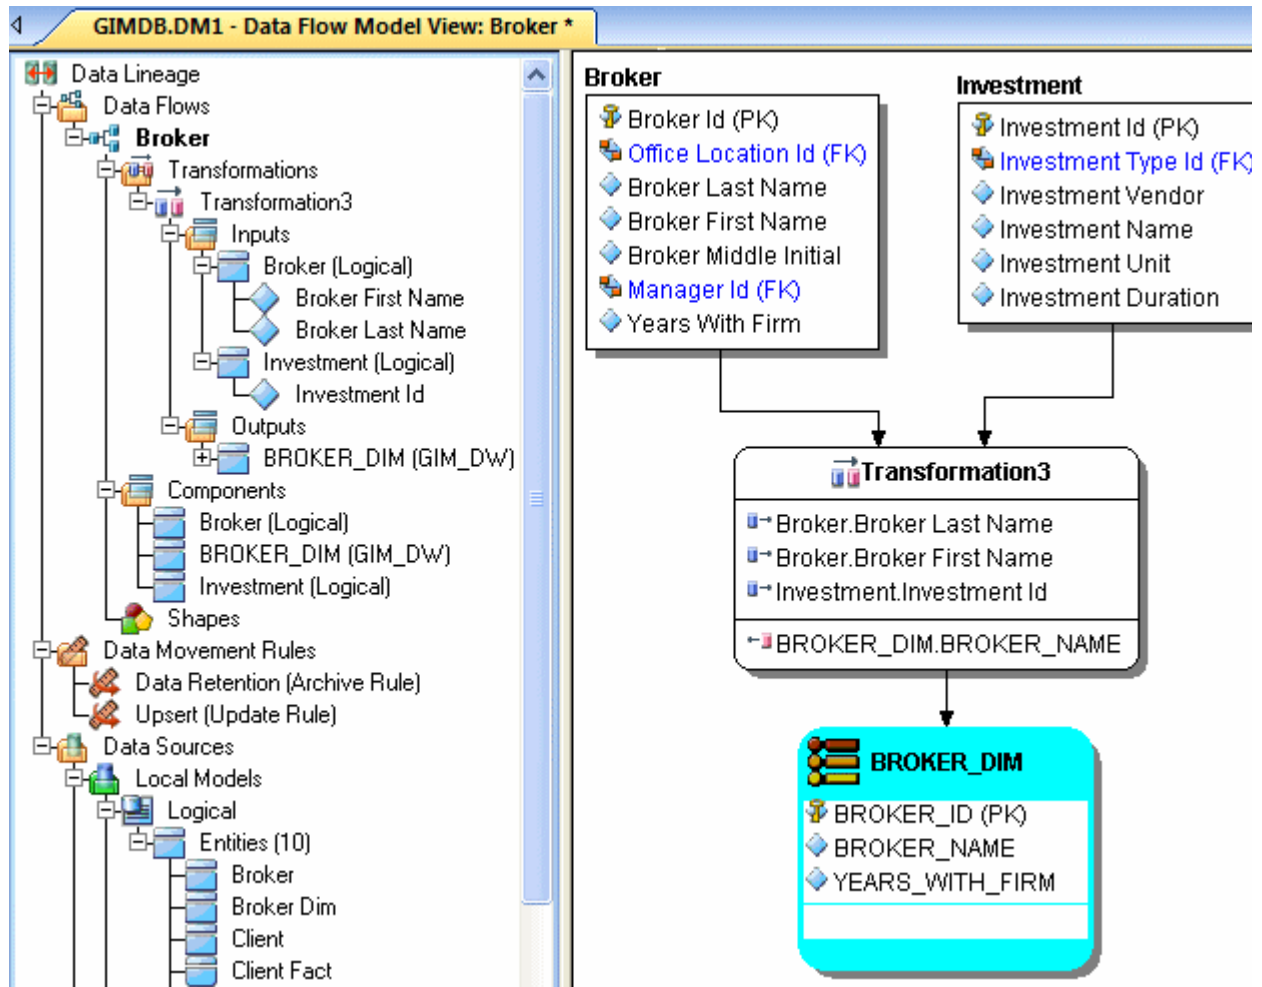 GIMDB.DM1 - Data Flow Model View: Broker *
Data Lineage
Data Flows
Broker
Transformations
Transformation3
Inputs
Broker (Logical)
Broker First Name
Broker Last Name
Investment (Logical)
Investment Id
Outputs
BROKER_DIM (GIM_DW)
Components
Broker (Logical)
BROKER_DIM (GIM_DW)
Investment (Logical)
Shapes
Data Movement Rules
Data Retention (Archive Rule)
Upsert (Update Rule)
Data Sources
Local Models
Logical
Entities (10)
Broker
Broker Dim
Client
Client Fact
Broker
Broker Id (PK)
Office Location Id (FK)
Broker Last Name
Broker First Name
Broker Middle Initial
Manager Id (FK)
Years With Firm
Investment
Investment Id (PK)
Investment Type Id (FK)
Investment Vendor
Investment Name
Investment Unit
Investment Duration
Transformation3
Broker.Broker Last Name
Broker.Broker First Name
Investment.Investment Id
BROKER_DIM.BROKER_NAME
BROKER_DIM
BROKER_ID (PK)
BROKER_NAME
YEARS_WITH_FIRM